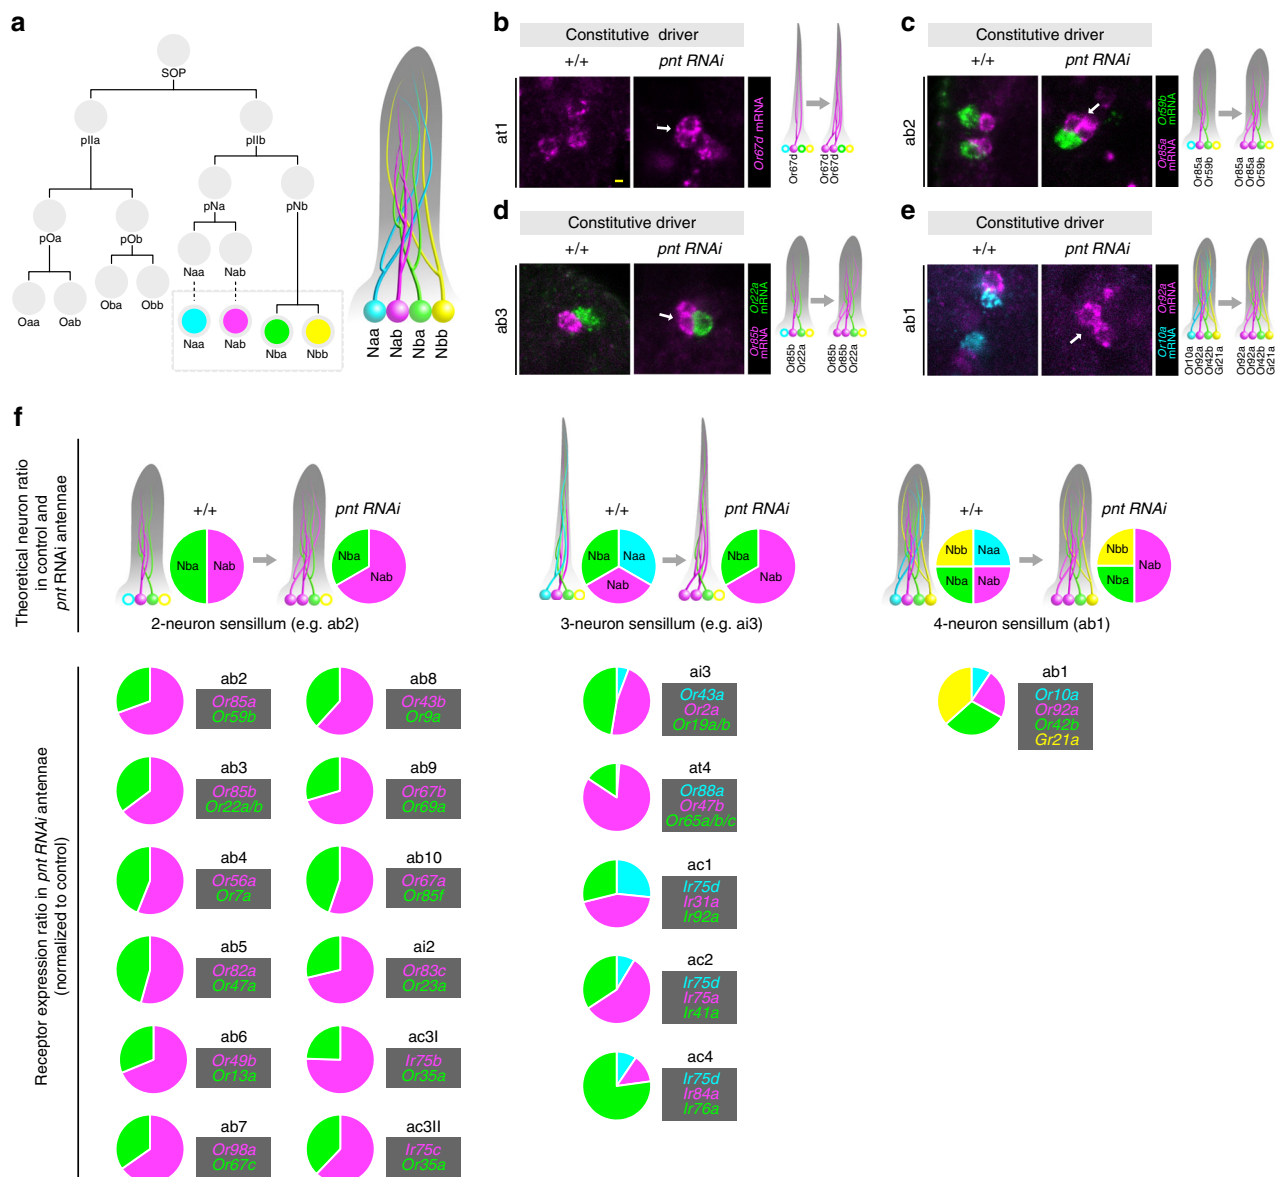 a
SOP
pIIa
pIIb
pNa
pNb
pOa
pOb
Naa
Nab
Oaa
Oab
Oba
Obb
Naa
Nab
Nba
Nbb
Naa
Nab
Nba
Nbb
b
Constitutive driver
+/+
pnt RNAi
at1
Or67d mRNA
Or67d
Or67d
Or67d
c
Constitutive driver
+/+
pnt RNAi
ab2
Or59b
mRNA
Or85a
mRNA
Or85a
Or59b
Or85a
Or85a
Or59b
d
Constitutive driver
+/+
pnt RNAi
ab3
Or22a
mRNA
Or85b
mRNA
Or85b
Or22a
Or85b
Or85b
Or22a
e
Constitutive driver
+/+
pnt RNAi
ab1
Or92a
mRNA
Or10a
mRNA
Or10a
Or92a
Or42b
Gr21a
Or92a
Or92a
Or42b
Gr21a
f
Theoretical neuron ratio
in control and
pnt RNAi antennae
+/+
pnt RNAi
Nba
Nab
Nba
Nab
2-neuron sensillum (e.g. ab2)
+/+
pnt RNAi
Nba
Naa
Nab
Nba
Nab
3-neuron sensillum (e.g. ai3)
+/+
pnt RNAi
Nbb
Naa
Nba
Nab
Nbb
Nba
Nab
4-neuron sensillum (ab1)
Receptor expression ratio in pnt RNAi antennae
(normalized to control)
ab2
Or85a
Or59b
ab3
Or85b
Or22a/b
ab4
Or56a
Or7a
ab5
Or82a
Or47a
ab6
Or49b
Or13a
ab7
Or98a
Or67c
ab8
Or43b
Or9a
ab9
Or67b
Or69a
ab10
Or67a
Or85f
ai2
Or83c
Or23a
ac3I
Ir75b
Or35a
ac3II
Ir75c
Or35a
ai3
Or43a
Or2a
Or19a/b
at4
Or88a
Or47b
Or65a/b/c
ac1
Ir75d
Ir31a
Ir92a
ac2
Ir75d
Ir75a
Ir41a
ac4
Ir75d
Ir84a
Ir76a
ab1
Or10a
Or92a
Or42b
Gr21a